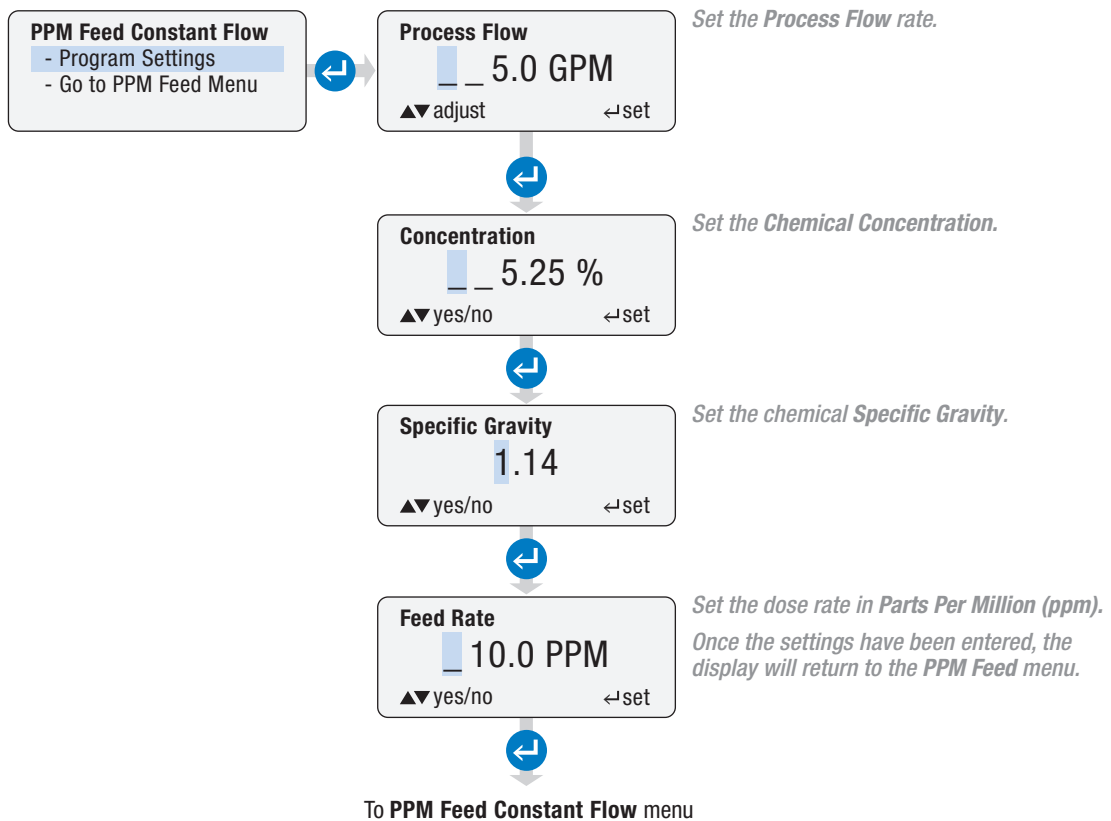 PPM Feed Constant Flow
- Program Settings
- Go to PPM Feed Menu
Process Flow
_ _ 5.0 GPM
▲▼ adjust ↵ set
Set the Process Flow rate.
Concentration
_ _ 5.25 %
▲▼ yes/no ↵ set
Set the Chemical Concentration.
Specific Gravity
1.14
▲▼ yes/no ↵ set
Set the chemical Specific Gravity.
Feed Rate
_ 10.0 PPM
▲▼ yes/no ↵ set
Set the dose rate in Parts Per Million (ppm).
Once the settings have been entered, the
display will return to the PPM Feed menu.
To PPM Feed Constant Flow menu